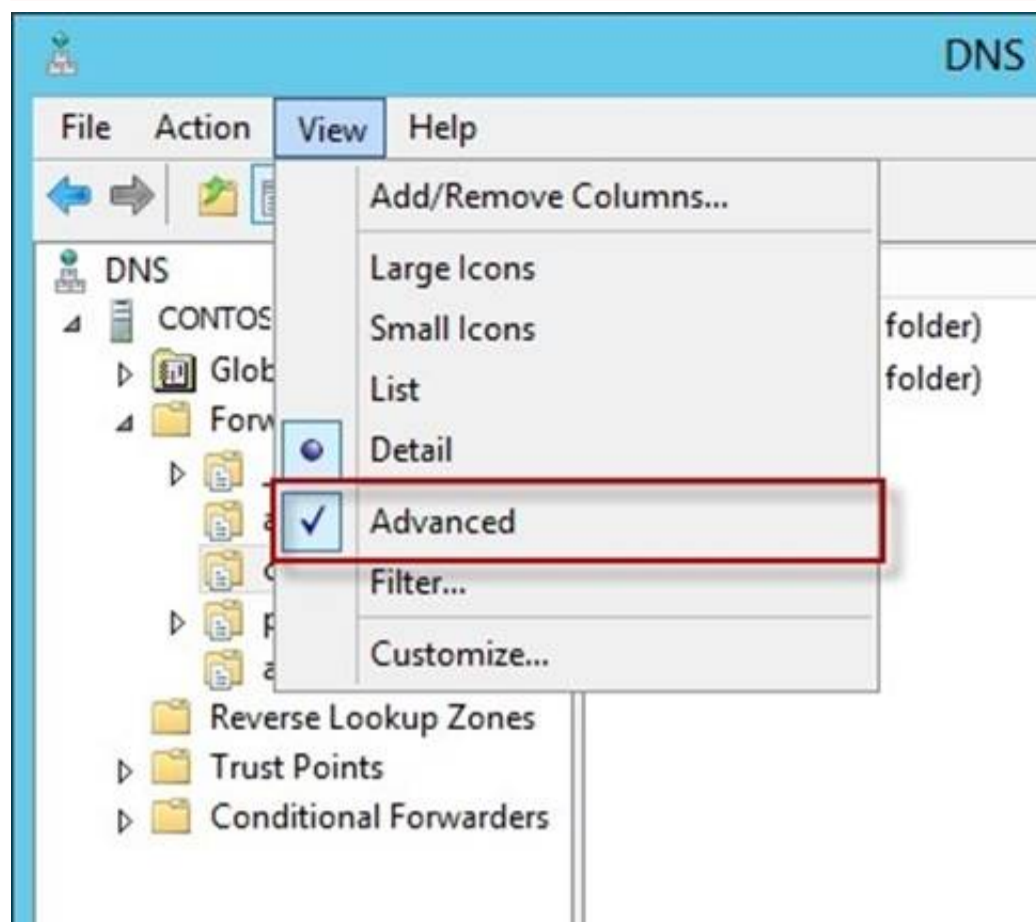 DNS
File Action View Help
Add/Remove Columns...
DNS
Large Icons
CONTOS
Small Icons
folder)
Glob
List
folder)
Forw
Detail
Advanced
Filter...
Customize...
Reverse Lookup Zones
Trust Points
Conditional Forwarders